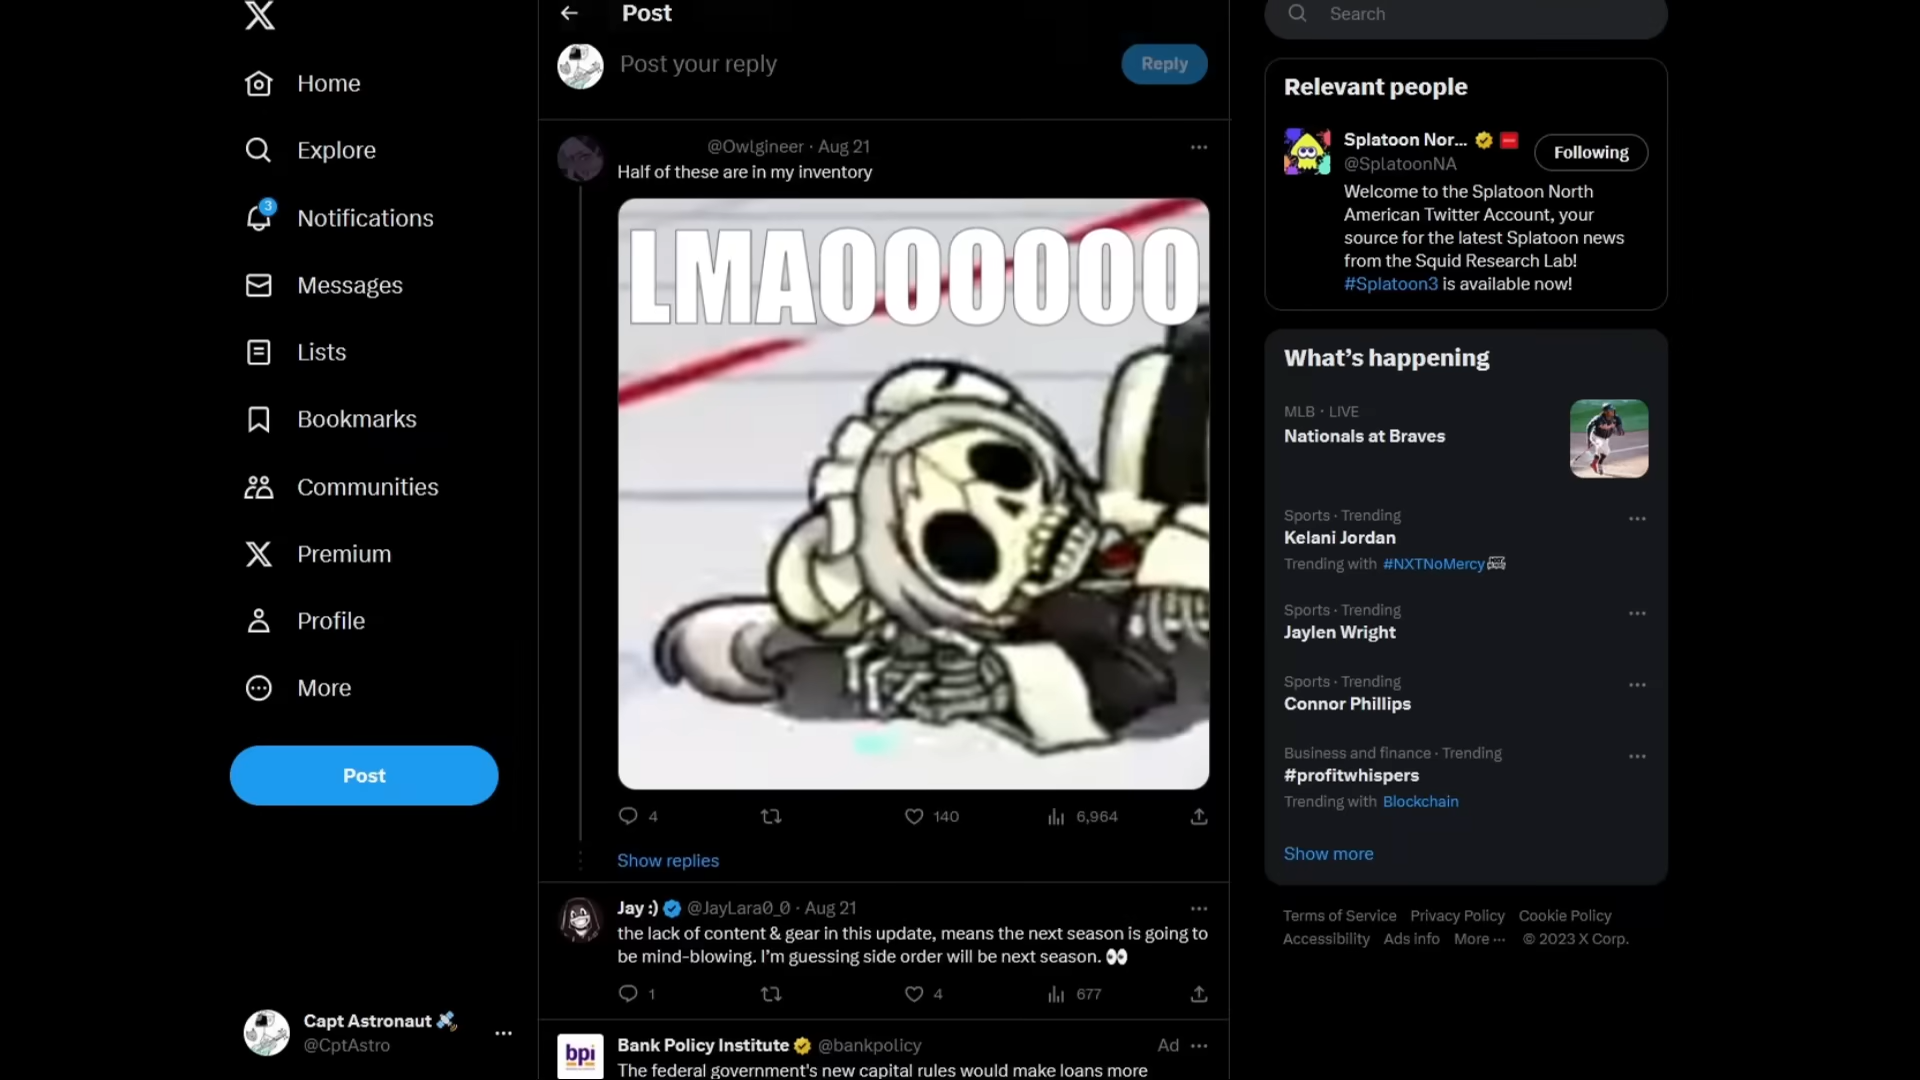 Home
Explore
3
Notifications
Messages
Lists
Bookmarks
Communities
Premium
Profile
More
Post
Capt Astronaut
@CptAstro
Post
Post your reply
Reply
@Owlgineer · Aug 21
Half of these are in my inventory
LMAOOOOOO
4
140
6,964
Show replies
Jay :) @JayLara0_0 · Aug 21
the lack of content & gear in this update, means the next season is going to
be mind-blowing. I'm guessing side order will be next season. 👀
1
4
677
bpi
Bank Policy Institute @bankpolicy
Ad
The federal government's new capital rules would make loans more
Search
Relevant people
Splatoon Nor...
@SplatoonNA
Following
Welcome to the Splatoon North
American Twitter Account, your
source for the latest Splatoon news
from the Squid Research Lab!
#Splatoon3 is available now!
What's happening
MLB · LIVE
Nationals at Braves
Sports · Trending
Kelani Jordan
Trending with #NXTNoMercy
Sports · Trending
Jaylen Wright
Sports · Trending
Connor Phillips
Business and finance · Trending
#profitwhispers
Trending with Blockchain
Show more
Terms of Service Privacy Policy Cookie Policy
Accessibility Ads info More ··· © 2023 X Corp.